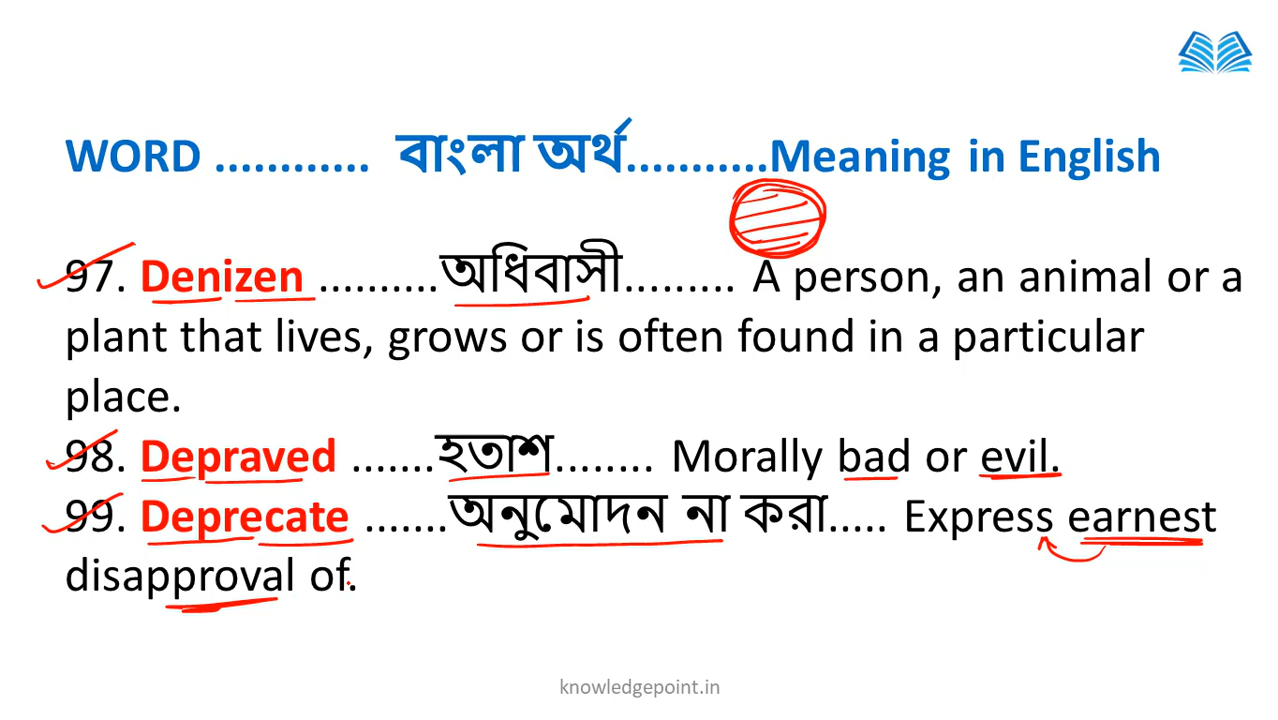 WORD ............ বাংলা অর্থ...........Meaning in English
97. Denizen ..........অধিবাসী......... A person, an animal or a
plant that lives, grows or is often found in a particular
place.
98. Depraved .......হতাশ........ Morally bad or evil.
99. Deprecate .......অনুমোদন না করা..... Express earnest
disapproval of.
knowledgepoint.in